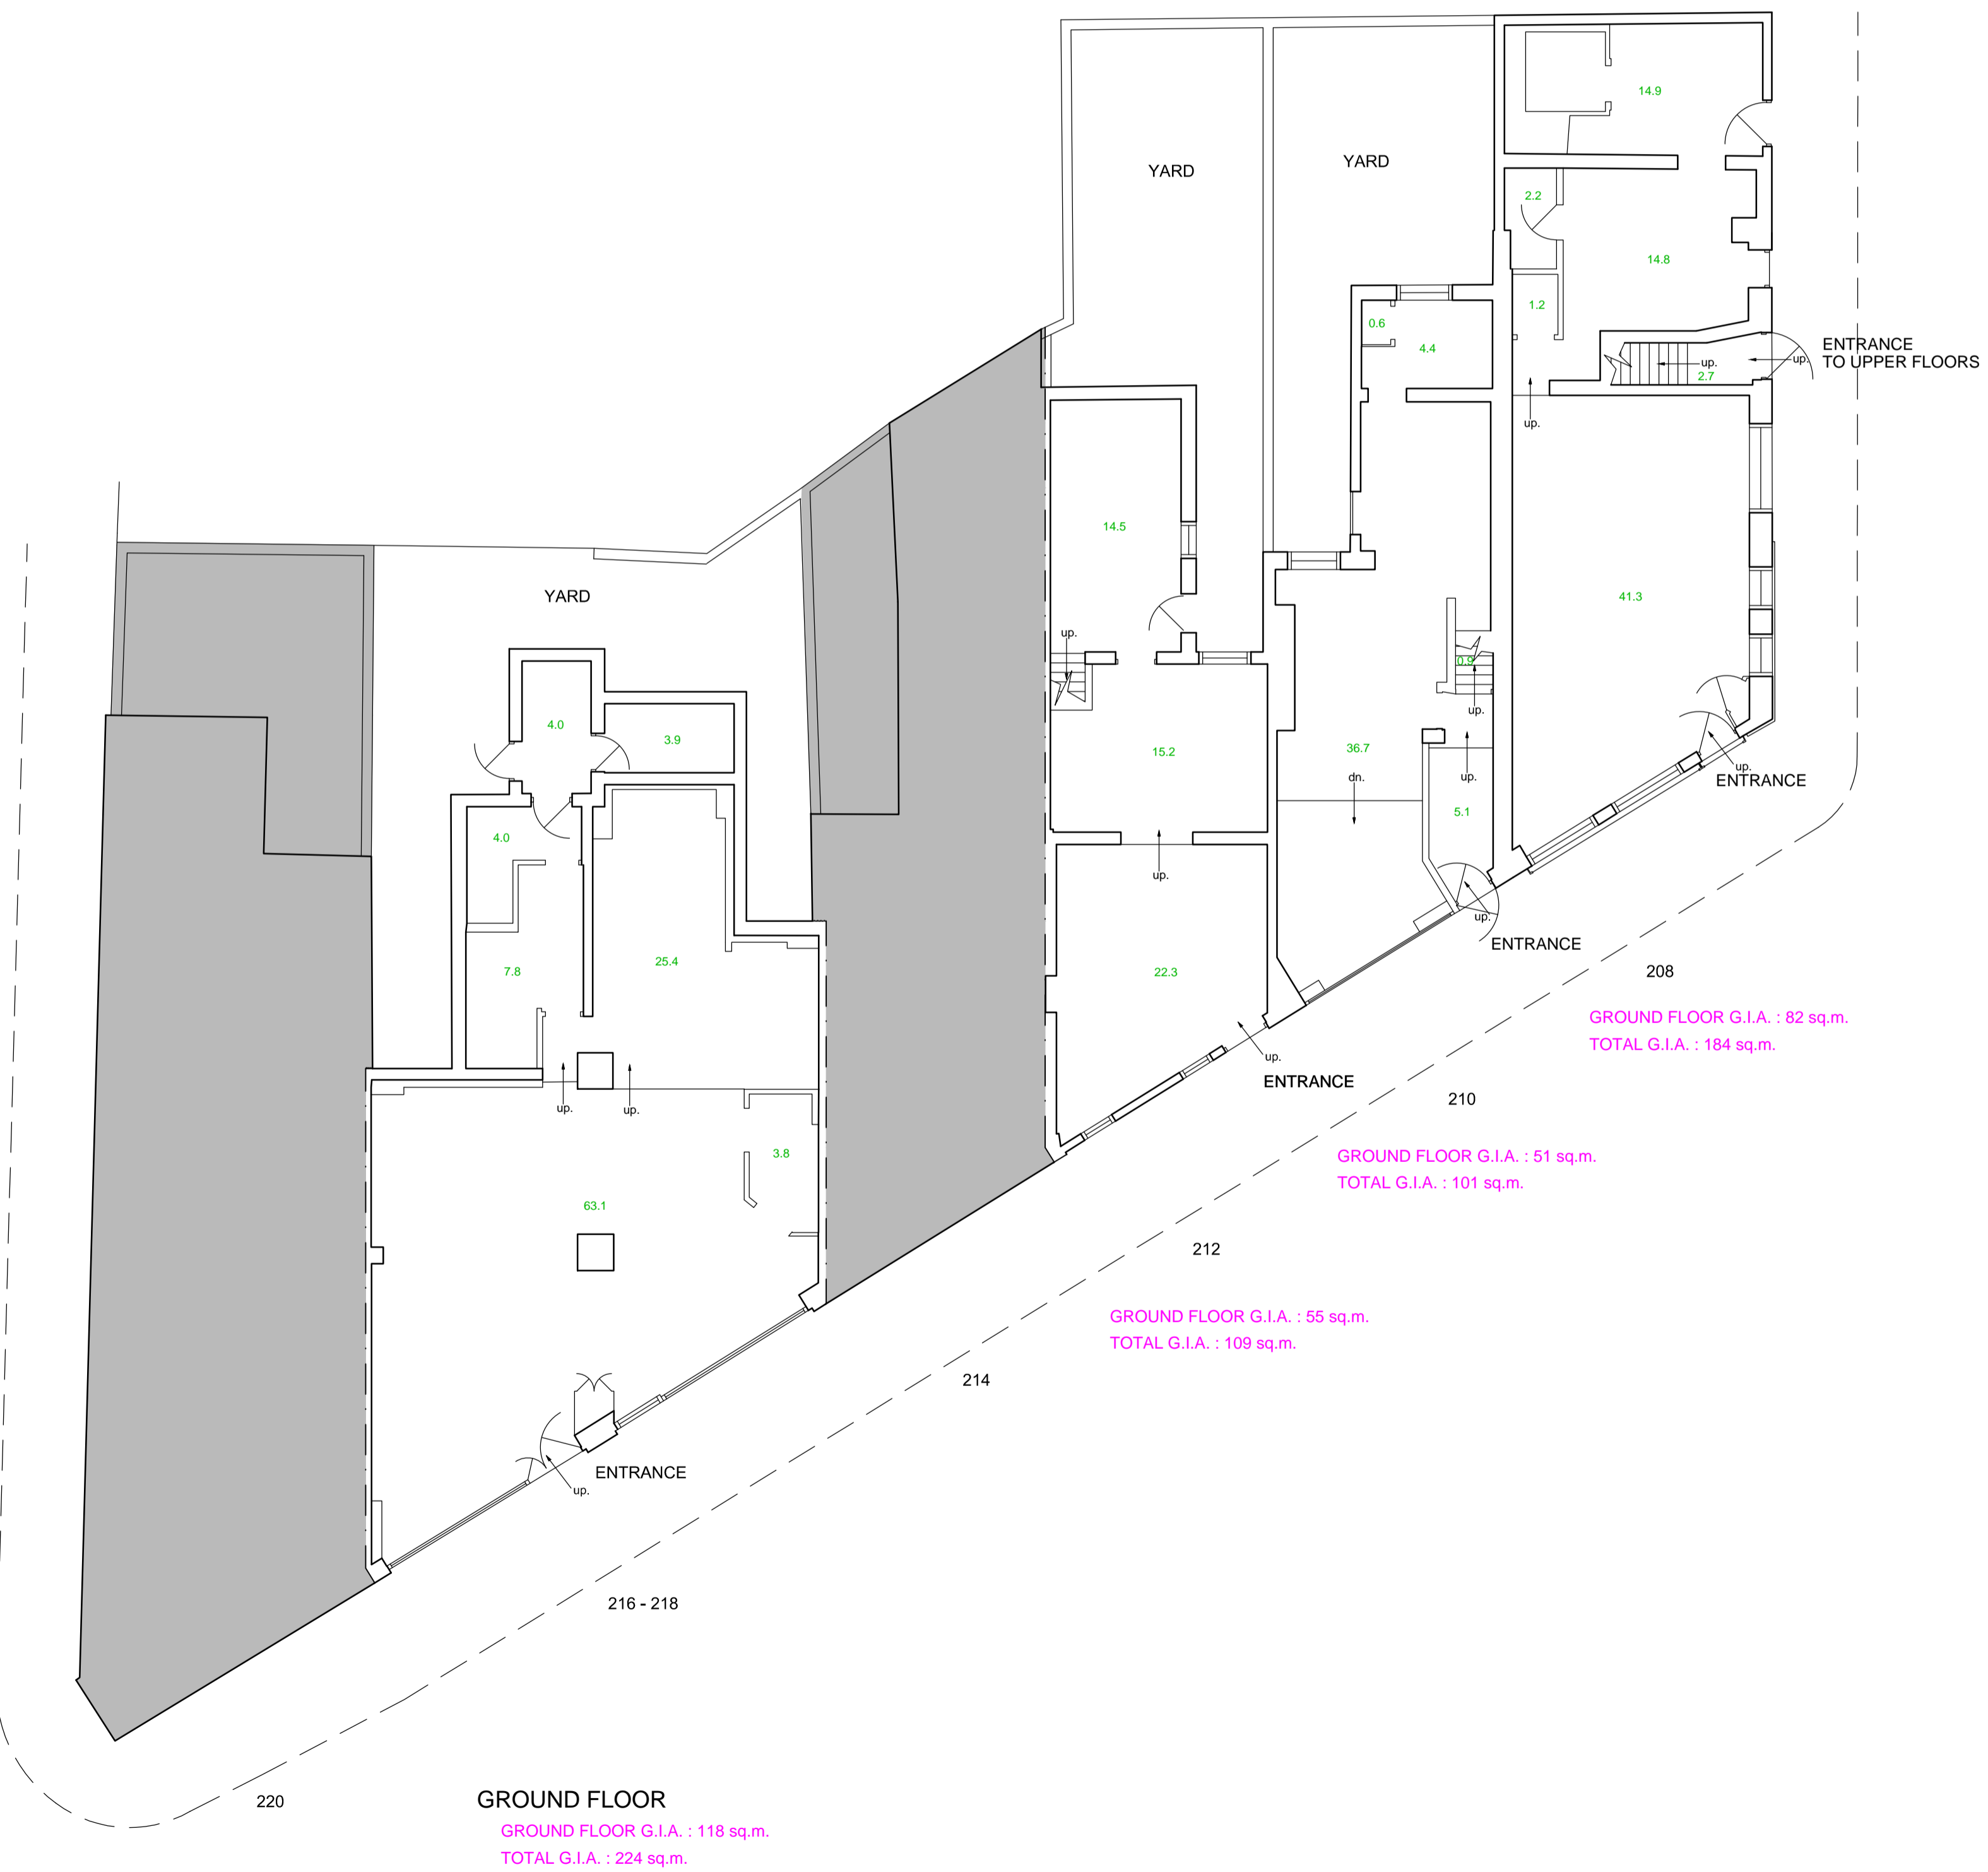 14.9
YARD
YARD
2.2
14.8
1.2
0.6
4.4
ENTRANCE
TO UPPER FLOORS
up.
up.
2.7
up.
14.5
41.3
YARD
up.
0.9
up.
4.0
3.9
15.2
36.7
dn.
up.
up.
ENTRANCE
5.1
4.0
up.
up.
ENTRANCE
7.8
25.4
22.3
208
GROUND FLOOR G.I.A. : 82 sq.m.
TOTAL G.I.A. : 184 sq.m.
up.
ENTRANCE
210
up.
up.
3.8
GROUND FLOOR G.I.A. : 51 sq.m.
TOTAL G.I.A. : 101 sq.m.
63.1
212
GROUND FLOOR G.I.A. : 55 sq.m.
TOTAL G.I.A. : 109 sq.m.
214
ENTRANCE
up.
216 - 218
220
GROUND FLOOR
GROUND FLOOR G.I.A. : 118 sq.m.
TOTAL G.I.A. : 224 sq.m.